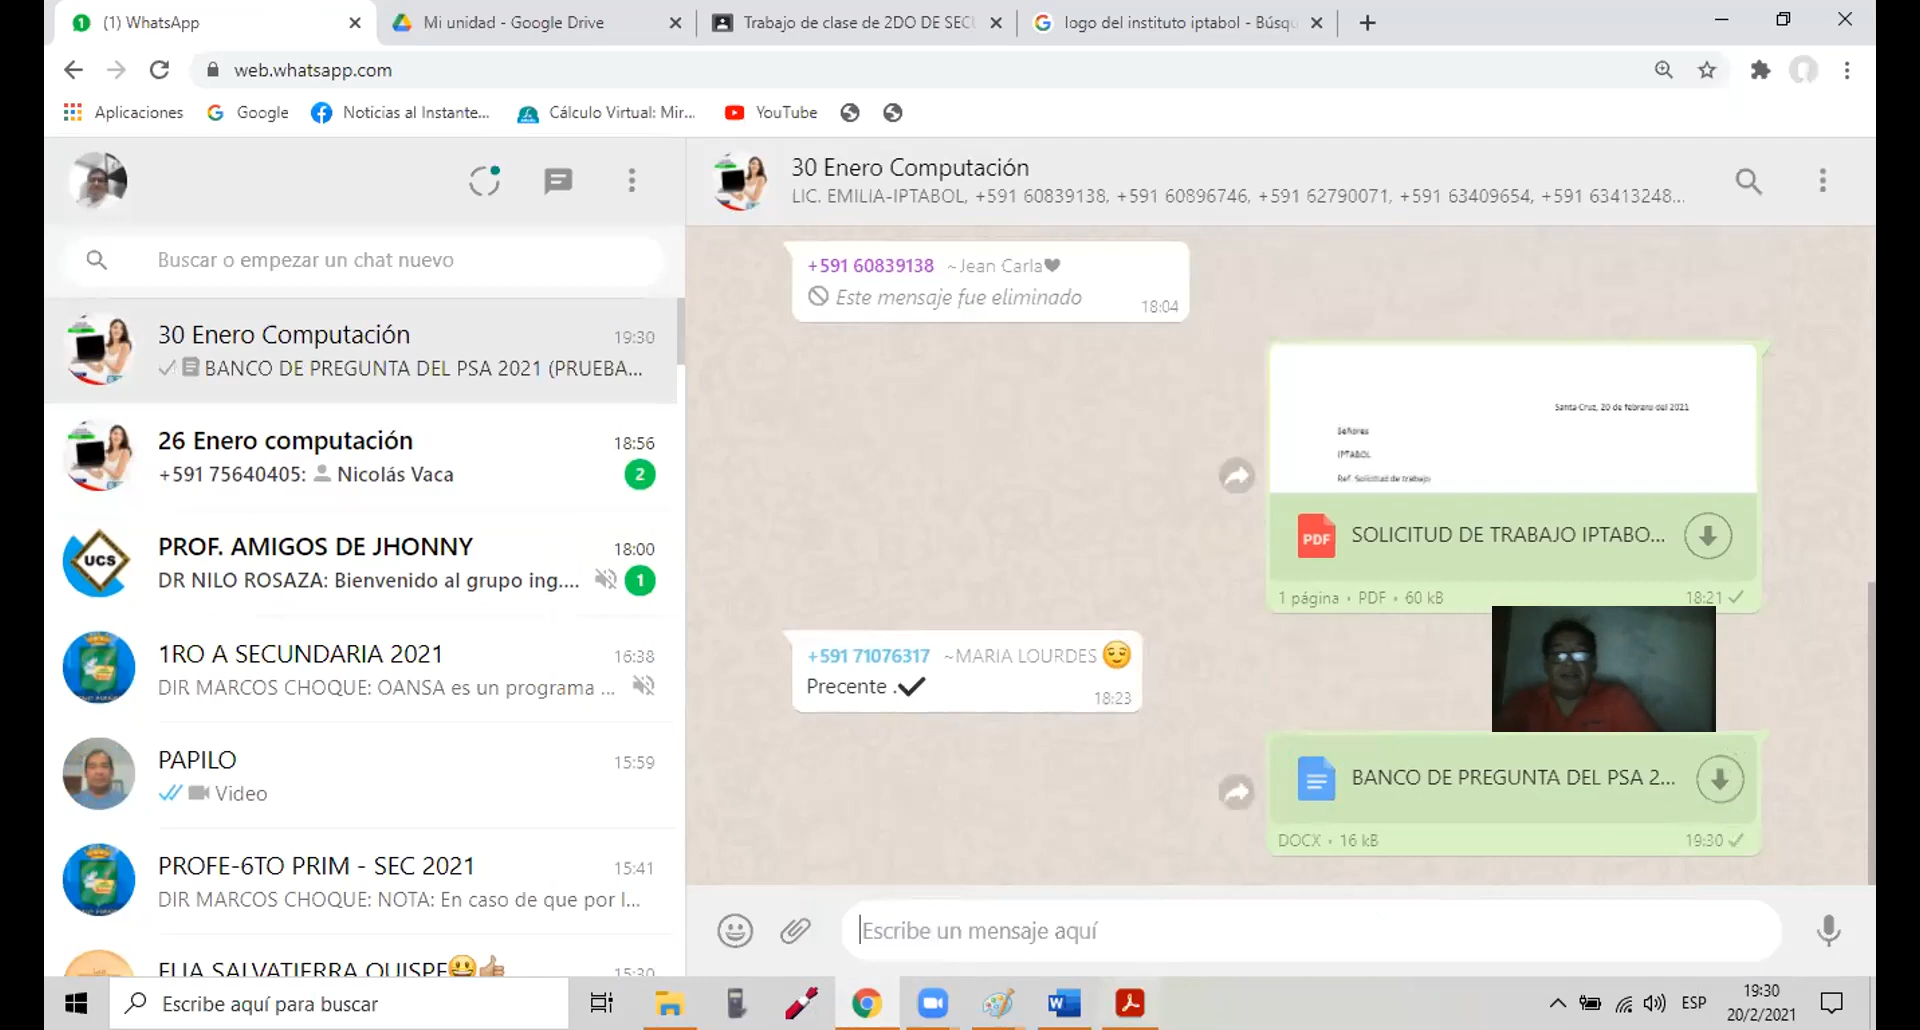 (1) WhatsApp
Mi unidad - Google Drive
Trabajo de clase de 2DO DE SECU
logo del instituto iptabol - Búsqu
web.whatsapp.com
Aplicaciones
Google
Noticias al Instante...
Cálculo Virtual: Mir...
YouTube
30 Enero Computación
LIC. EMILIA-IPTABOL, +591 60839138, +591 60896746, +591 62790071, +591 63409654, +591 63413248...
Buscar o empezar un chat nuevo
30 Enero Computación 19:30
BANCO DE PREGUNTA DEL PSA 2021 (PRUEBA...
26 Enero computación 18:56
+591 75640405: Nicolás Vaca 2
UCS
PROF. AMIGOS DE JHONNY 18:00
DR NILO ROSAZA: Bienvenido al grupo ing.... 1
1RO A SECUNDARIA 2021 16:38
DIR MARCOS CHOQUE: OANSA es un programa ...
PAPILO 15:59
Video
PROFE-6TO PRIM - SEC 2021 15:41
DIR MARCOS CHOQUE: NOTA: En caso de que por l...
ELIA SALVATIERRA QUISPE😃👍 15:30
+591 60839138 ~Jean Carla🖤
Este mensaje fue eliminado
18:04
Santa Cruz, 20 de febrero del 2021
Señores
IPTABOL
Ref. Solicitud de trabajo
PDF SOLICITUD DE TRABAJO IPTABO...
1 página • PDF • 60 kB 18:21
+591 71076317 ~MARIA LOURDES 😌
Precente .✔
18:23
BANCO DE PREGUNTA DEL PSA 2...
DOCX • 16 kB 19:30
Escribe un mensaje aquí
Escribe aquí para buscar
ESP
19:30
20/2/2021